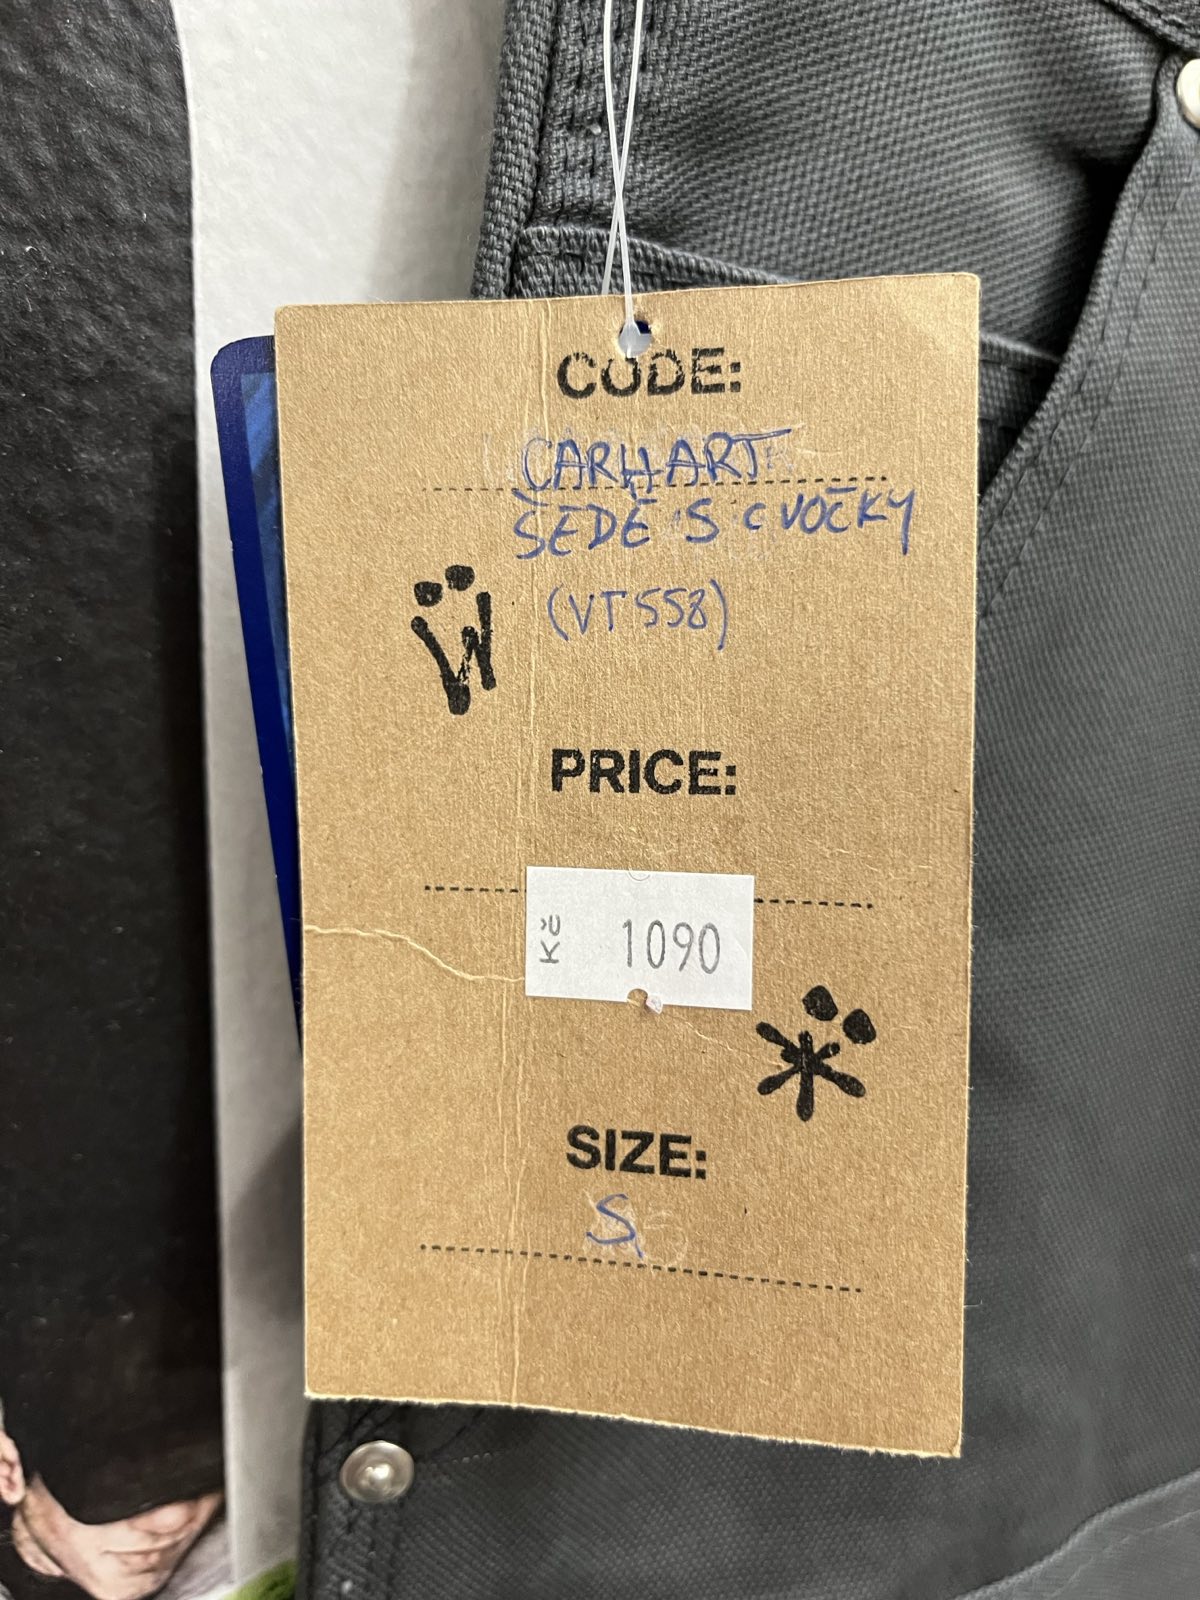 CODE:
CARHART
ŠEDÉ S CVOČKY
(VT558)
PRICE:
Kč 1090
SIZE:
S